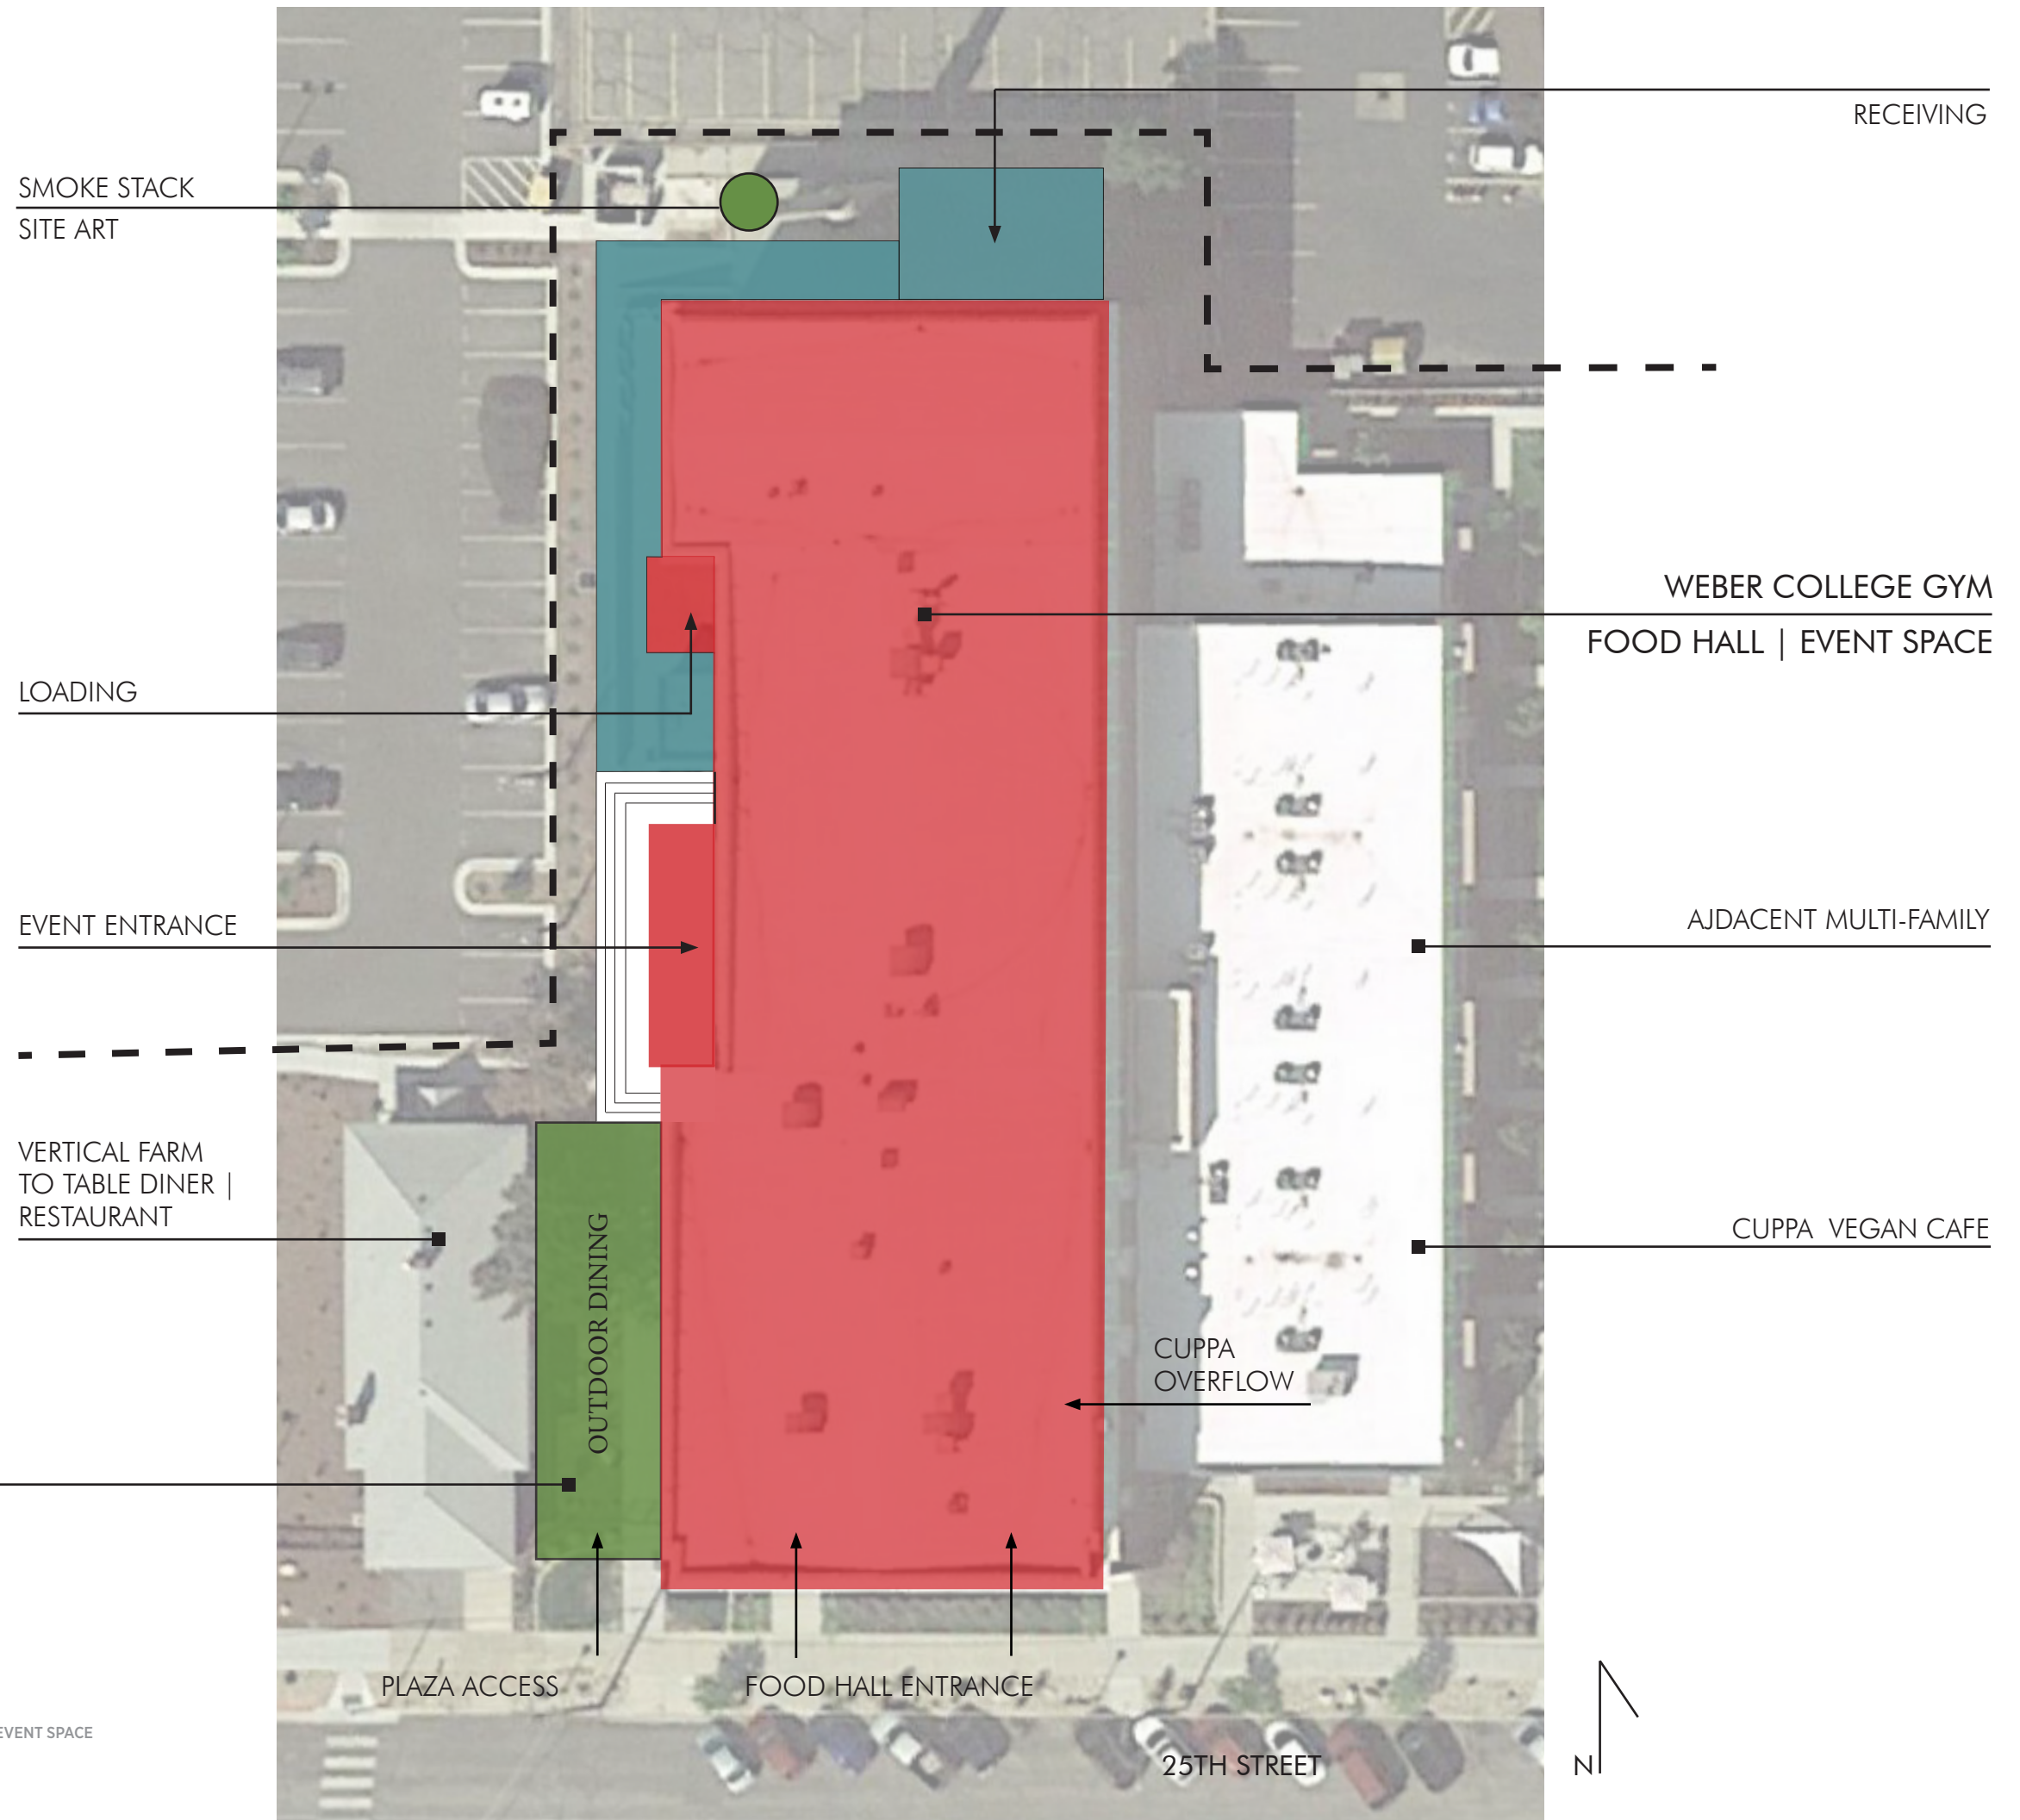 RECEIVING
SMOKE STACK
SITE ART
WEBER COLLEGE GYM
FOOD HALL | EVENT SPACE
LOADING
EVENT ENTRANCE
AJDACENT MULTI-FAMILY
VERTICAL FARM
TO TABLE DINER |
RESTAURANT
OUTDOOR DINING
CUPPA VEGAN CAFE
CUPPA
OVERFLOW
PLAZA ACCESS
FOOD HALL ENTRANCE
EVENT SPACE
25TH STREET
N